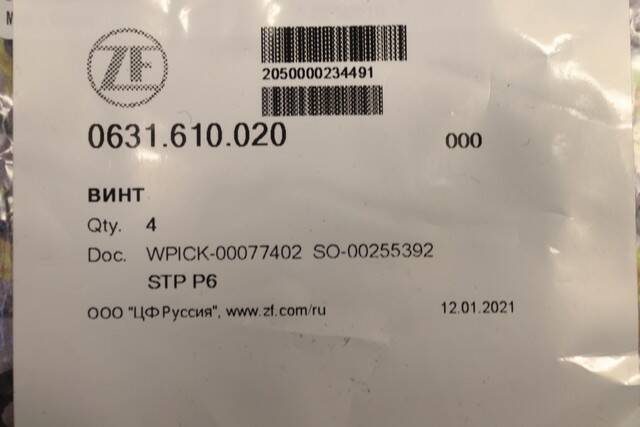 ZF
2050000234491
0631.610.020 000
ВИНТ
Qty. 4
Doc. WPICK-00077402 SO-00255392
STP P6
ООО "ЦФ Руссия", www.zf.com/ru 12.01.2021